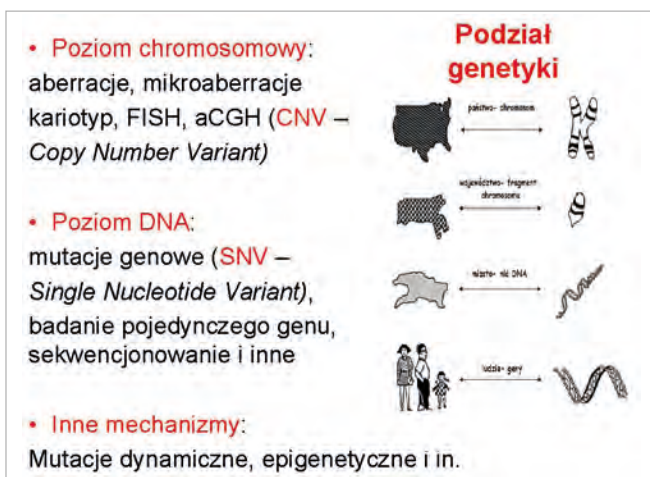 • Poziom chromosomowy:
aberracje, mikroaberracje
kariotyp, FISH, aCGH (CNV –
Copy Number Variant)
• Poziom DNA:
mutacje genowe (SNV –
Single Nucleotide Variant),
badanie pojedynczego genu,
sekwencjonowanie i inne
• Inne mechanizmy:
Mutacje dynamiczne, epigenetyczne i in.
Podział
genetyki
państwo- chromosom
województwo- fragment
chromosomu
miasto- nić DNA
ludzie- geny